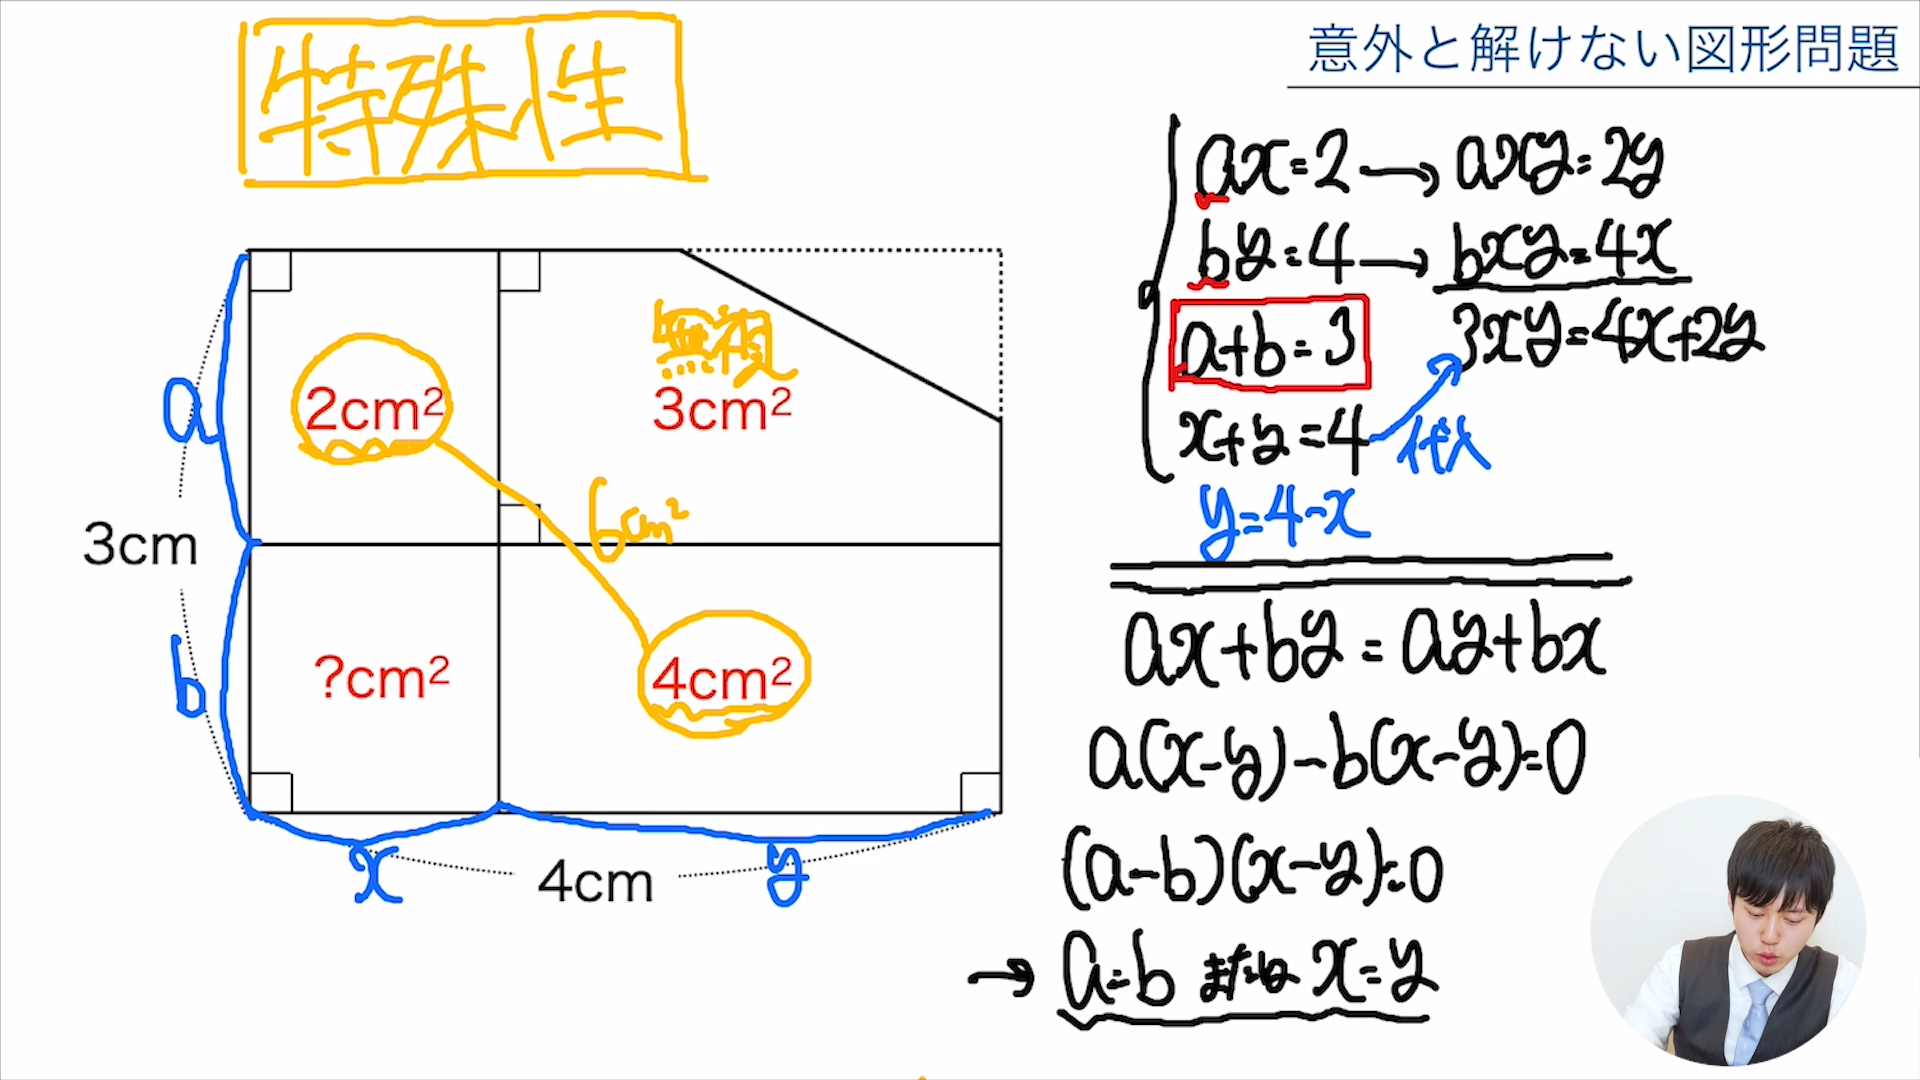 特殊性
意外と解けない図形問題
ax=2→axy=2y
by=4→bxy=4x
a+b=3
3xy=4x+2y
x+y=4
代入
y=4-x
無視
2cm²
3cm²
a
6cm²
3cm
b
?cm²
4cm²
x
4cm
y
ax+by=ay+bx
a(x-y)-b(x-y)=0
(a-b)(x-y)=0
→a=b または x=y